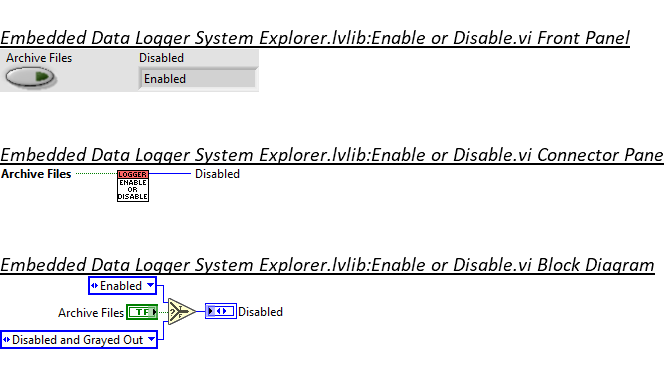 Embedded Data Logger System Explorer.lvlib:Enable or Disable.vi Front Panel
Archive Files Disabled
Enabled
Embedded Data Logger System Explorer.lvlib:Enable or Disable.vi Connector Pane
Archive Files LOGGER Disabled
ENABLE
OR
DISABLE
Embedded Data Logger System Explorer.lvlib:Enable or Disable.vi Block Diagram
Enabled
Archive Files TF ? T F Disabled
Disabled and Grayed Out